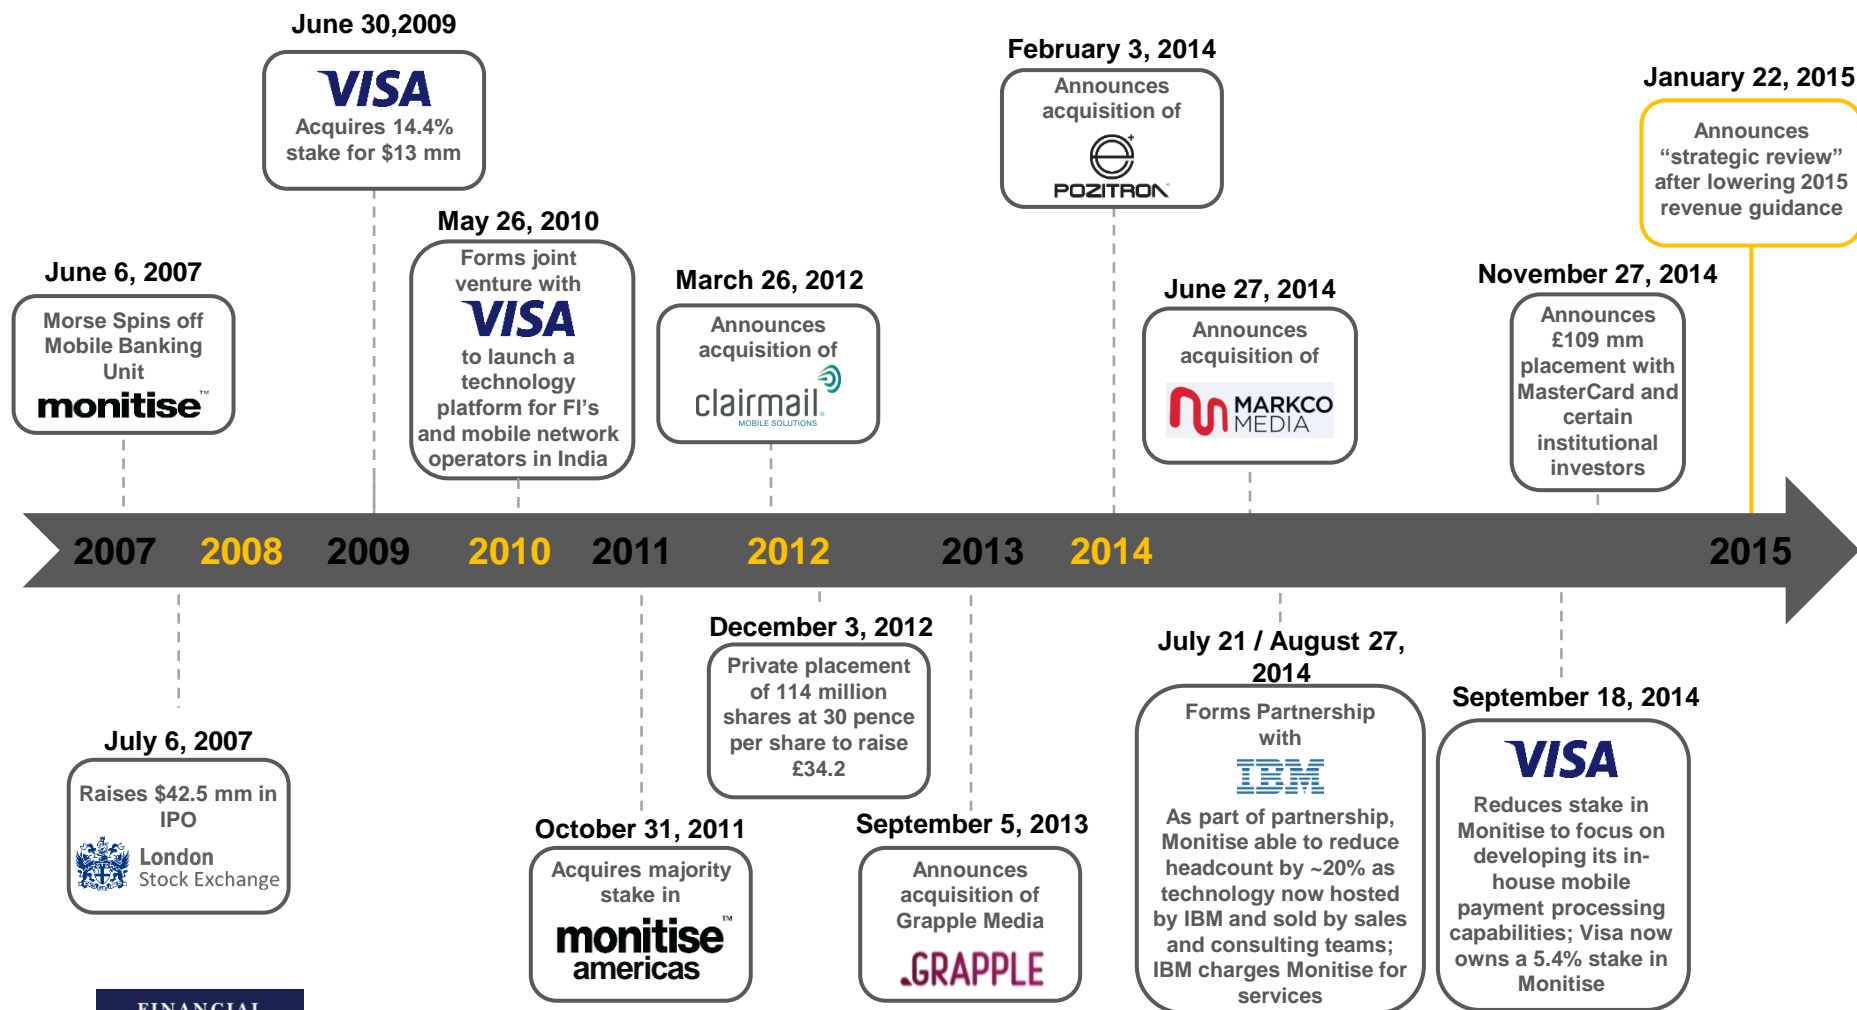 June 30,2009
VISA
Acquires 14.4%
stake for $13 mm
February 3, 2014
Announces
acquisition of
POZITRON
January 22, 2015
Announces
“strategic review”
after lowering 2015
revenue guidance
May 26, 2010
Forms joint
venture with
VISA
to launch a
technology
platform for FI's
and mobile network
operators in India
June 6, 2007
Morse Spins off
Mobile Banking
Unit
monitise™
March 26, 2012
Announces
acquisition of
clairmail
MOBILE SOLUTIONS
June 27, 2014
Announces
acquisition of
MARKCO
MEDIA
November 27, 2014
Announces
£109 mm
placement with
MasterCard and
certain
institutional
investors
2007 2008 2009 2010 2011 2012 2013 2014 2015
July 6, 2007
Raises $42.5 mm in
IPO
London
Stock Exchange
October 31, 2011
Acquires majority
stake in
monitise™
americas
December 3, 2012
Private placement
of 114 million
shares at 30 pence
per share to raise
£34.2
September 5, 2013
Announces
acquisition of
Grapple Media
.GRAPPLE
July 21 / August 27,
2014
Forms Partnership
with
IBM
As part of partnership,
Monitise able to reduce
headcount by ~20% as
technology now hosted
by IBM and sold by sales
and consulting teams;
IBM charges Monitise for
services
September 18, 2014
VISA
Reduces stake in
Monitise to focus on
developing its in-
house mobile
payment processing
capabilities; Visa now
owns a 5.4% stake in
Monitise
FINANCIAL